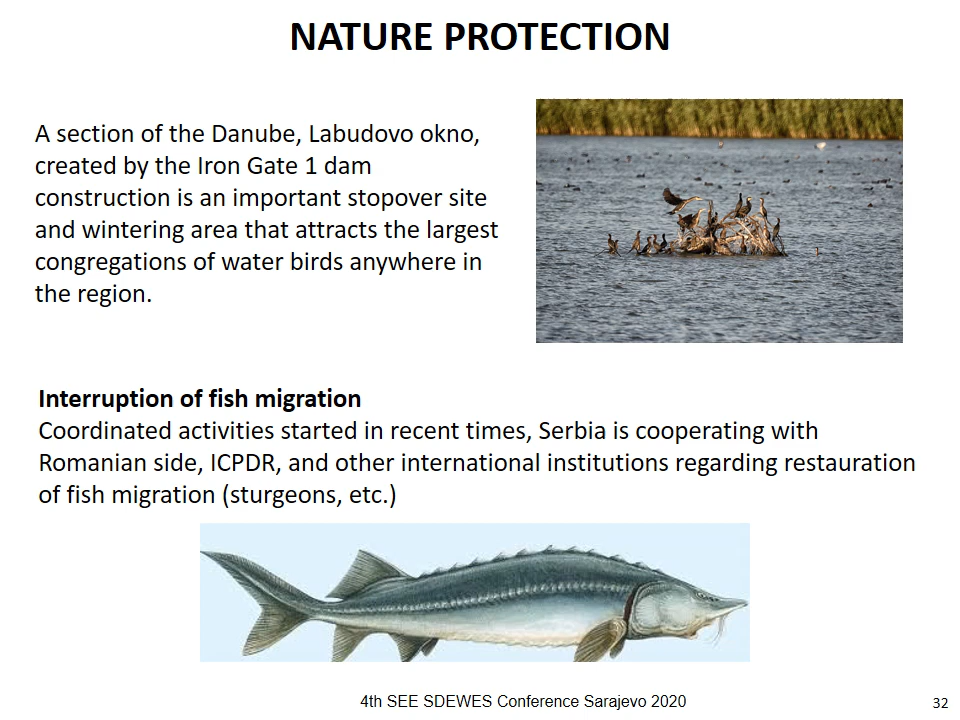 NATURE PROTECTION
A section of the Danube, Labudovo okno,
created by the Iron Gate 1 dam
construction is an important stopover site
and wintering area that attracts the largest
congregations of water birds anywhere in
the region.
Interruption of fish migration
Coordinated activities started in recent times, Serbia is cooperating with
Romanian side, ICPDR, and other international institutions regarding restauration
of fish migration (sturgeons, etc.)
4th SEE SDEWES Conference Sarajevo 2020
32